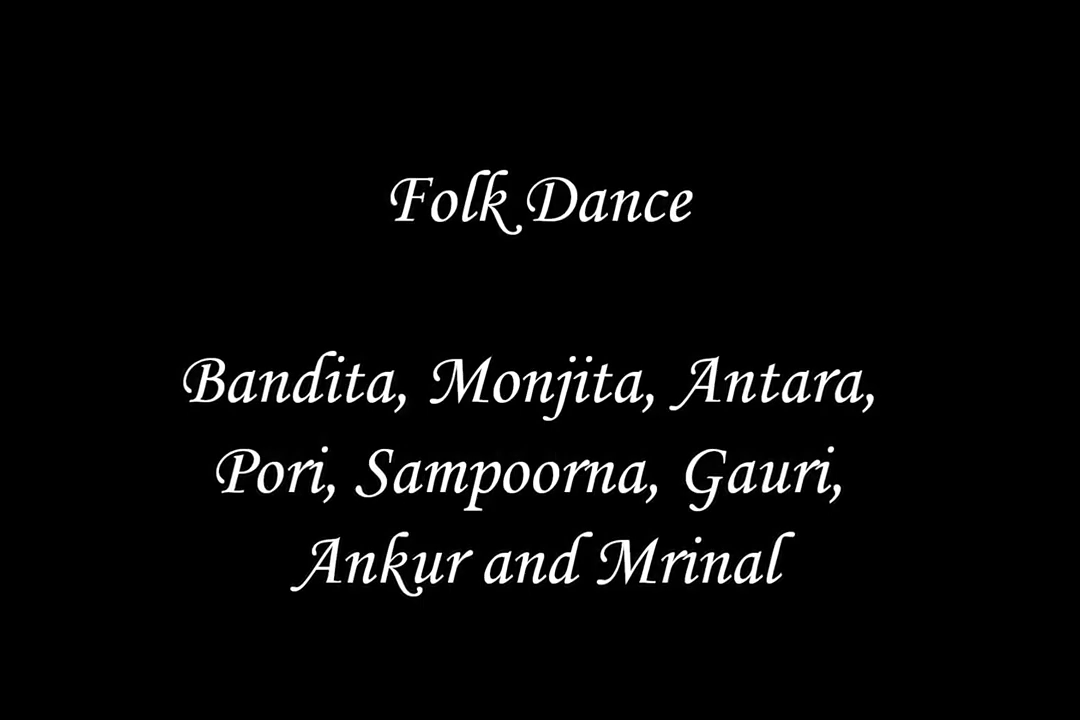 Folk Dance
Bandita, Monjita, Antara,
Pori, Sampoorna, Gauri,
Ankur and Mrinal